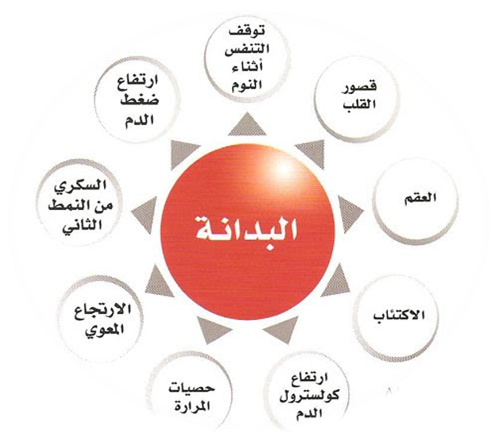 توقف
التنفس
أثناء
النوم
قصور
القلب
العقم
الاكتئاب
ارتفاع
كولسترول
الدم
حصيات
المرارة
الارتجاع
المعوي
السكري
من النمط
الثاني
ارتفاع
ضغط
الدم
البدانة